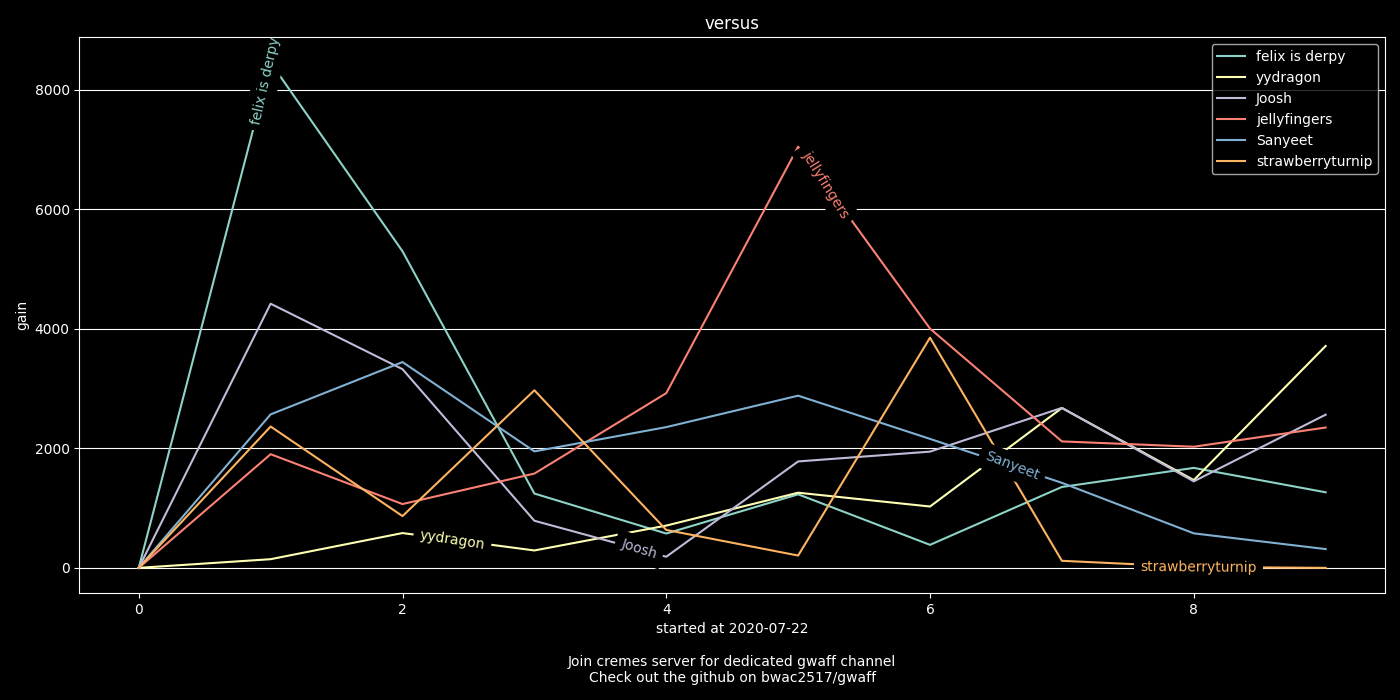 versus
felix is derpy
yydragon
Joosh
jellyfingers
Sanyeet
strawberryturnip
felix is derpy
jellyfingers
Sanyeet
yydragon
Joosh
strawberryturnip
gain
8000
6000
4000
2000
0
0 2 4 6 8
started at 2020-07-22
Join cremes server for dedicated gwaff channel
Check out the github on bwac2517/gwaff